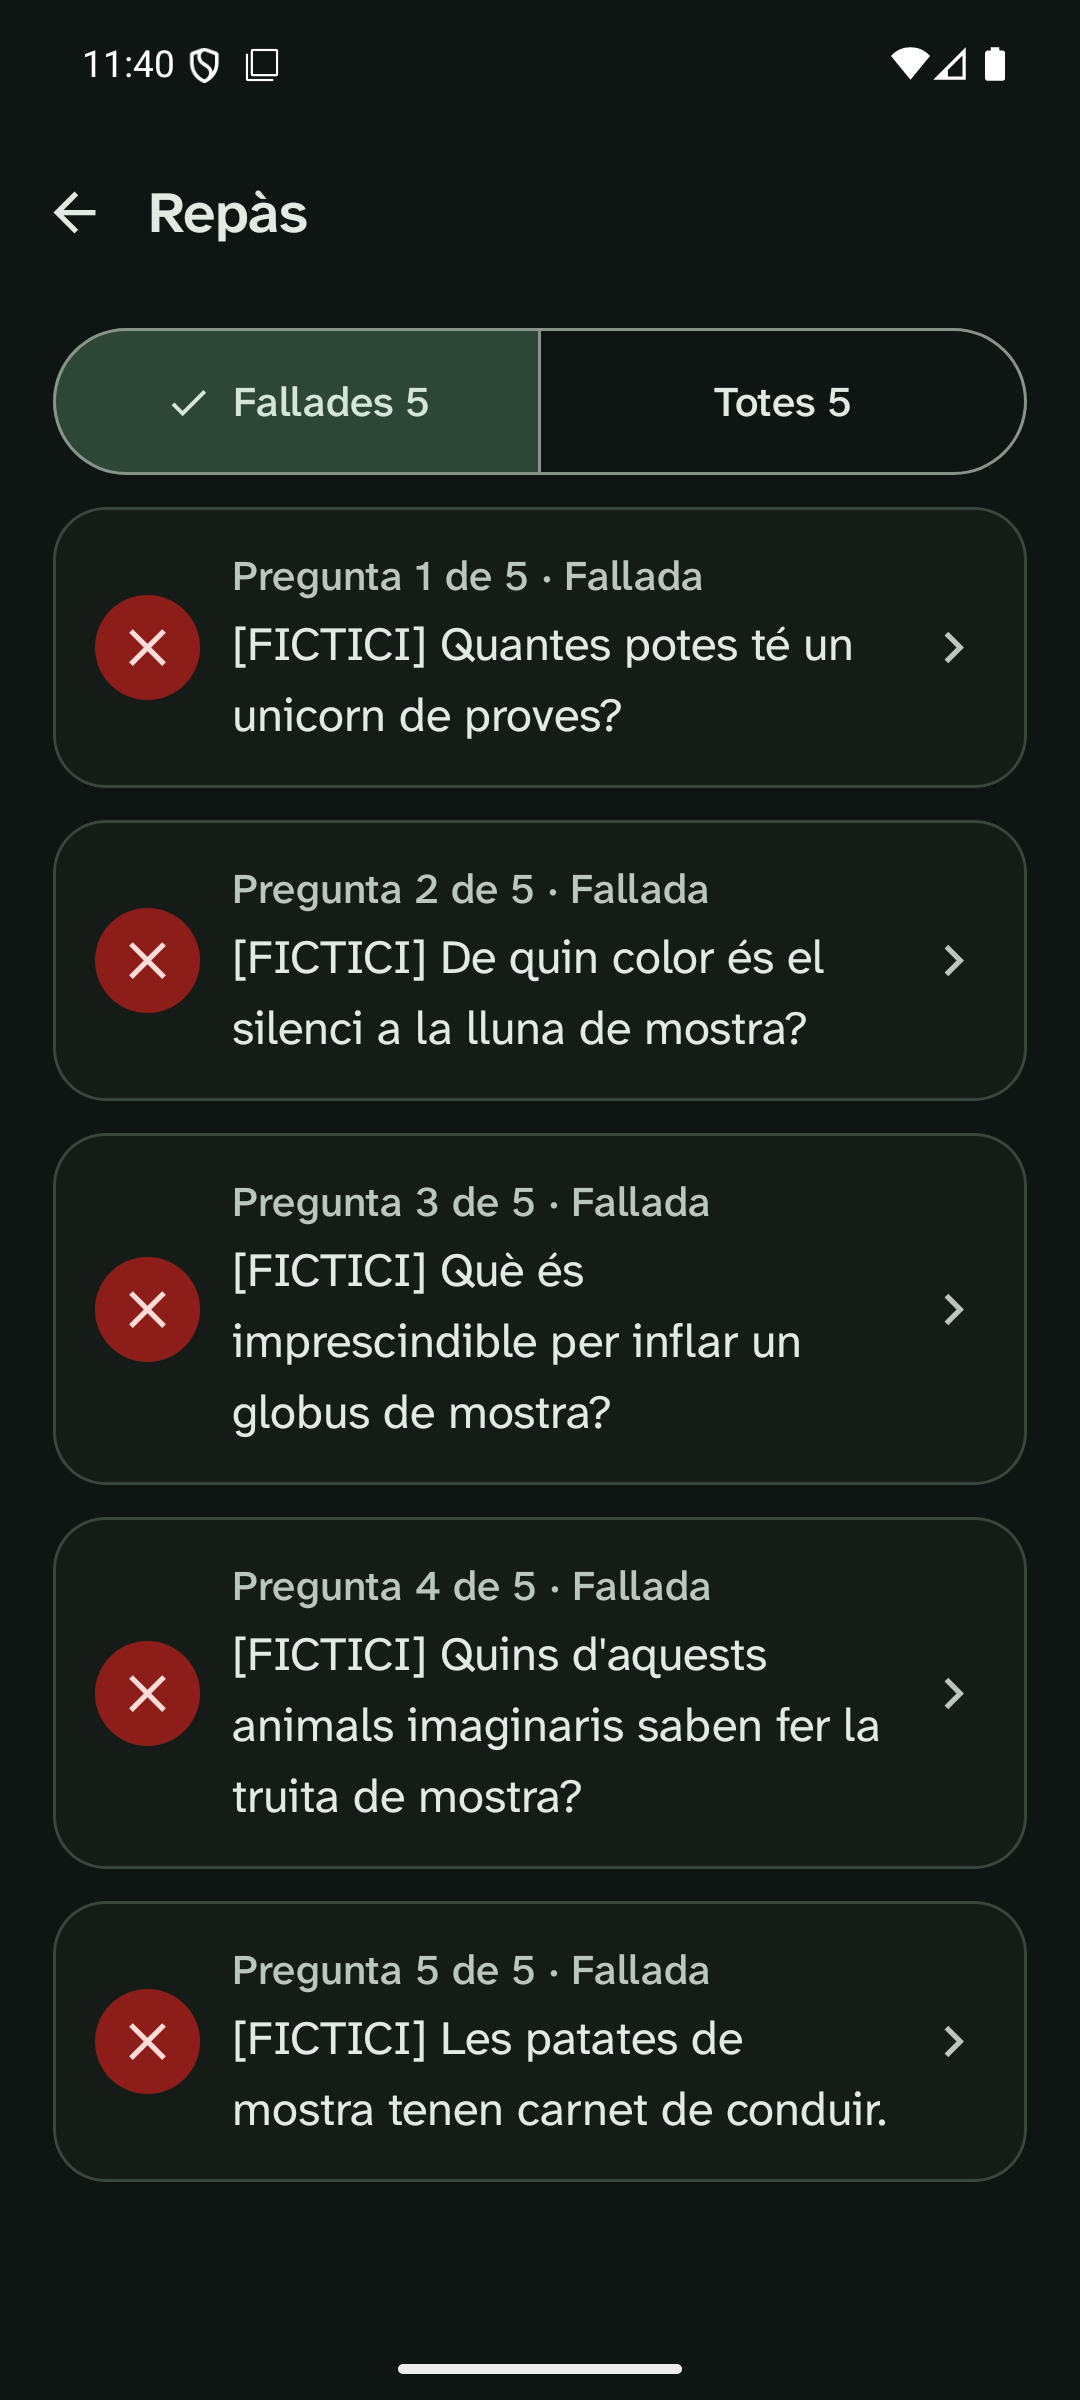 11:40
Repàs
Fallades 5
Totes 5
Pregunta 1 de 5 · Fallada
[FICTICI] Quantes potes té un
unicorn de proves?
Pregunta 2 de 5 · Fallada
[FICTICI] De quin color és el
silenci a la lluna de mostra?
Pregunta 3 de 5 · Fallada
[FICTICI] Què és
imprescindible per inflar un
globus de mostra?
Pregunta 4 de 5 · Fallada
[FICTICI] Quins d'aquests
animals imaginaris saben fer la
truita de mostra?
Pregunta 5 de 5 · Fallada
[FICTICI] Les patates de
mostra tenen carnet de conduir.